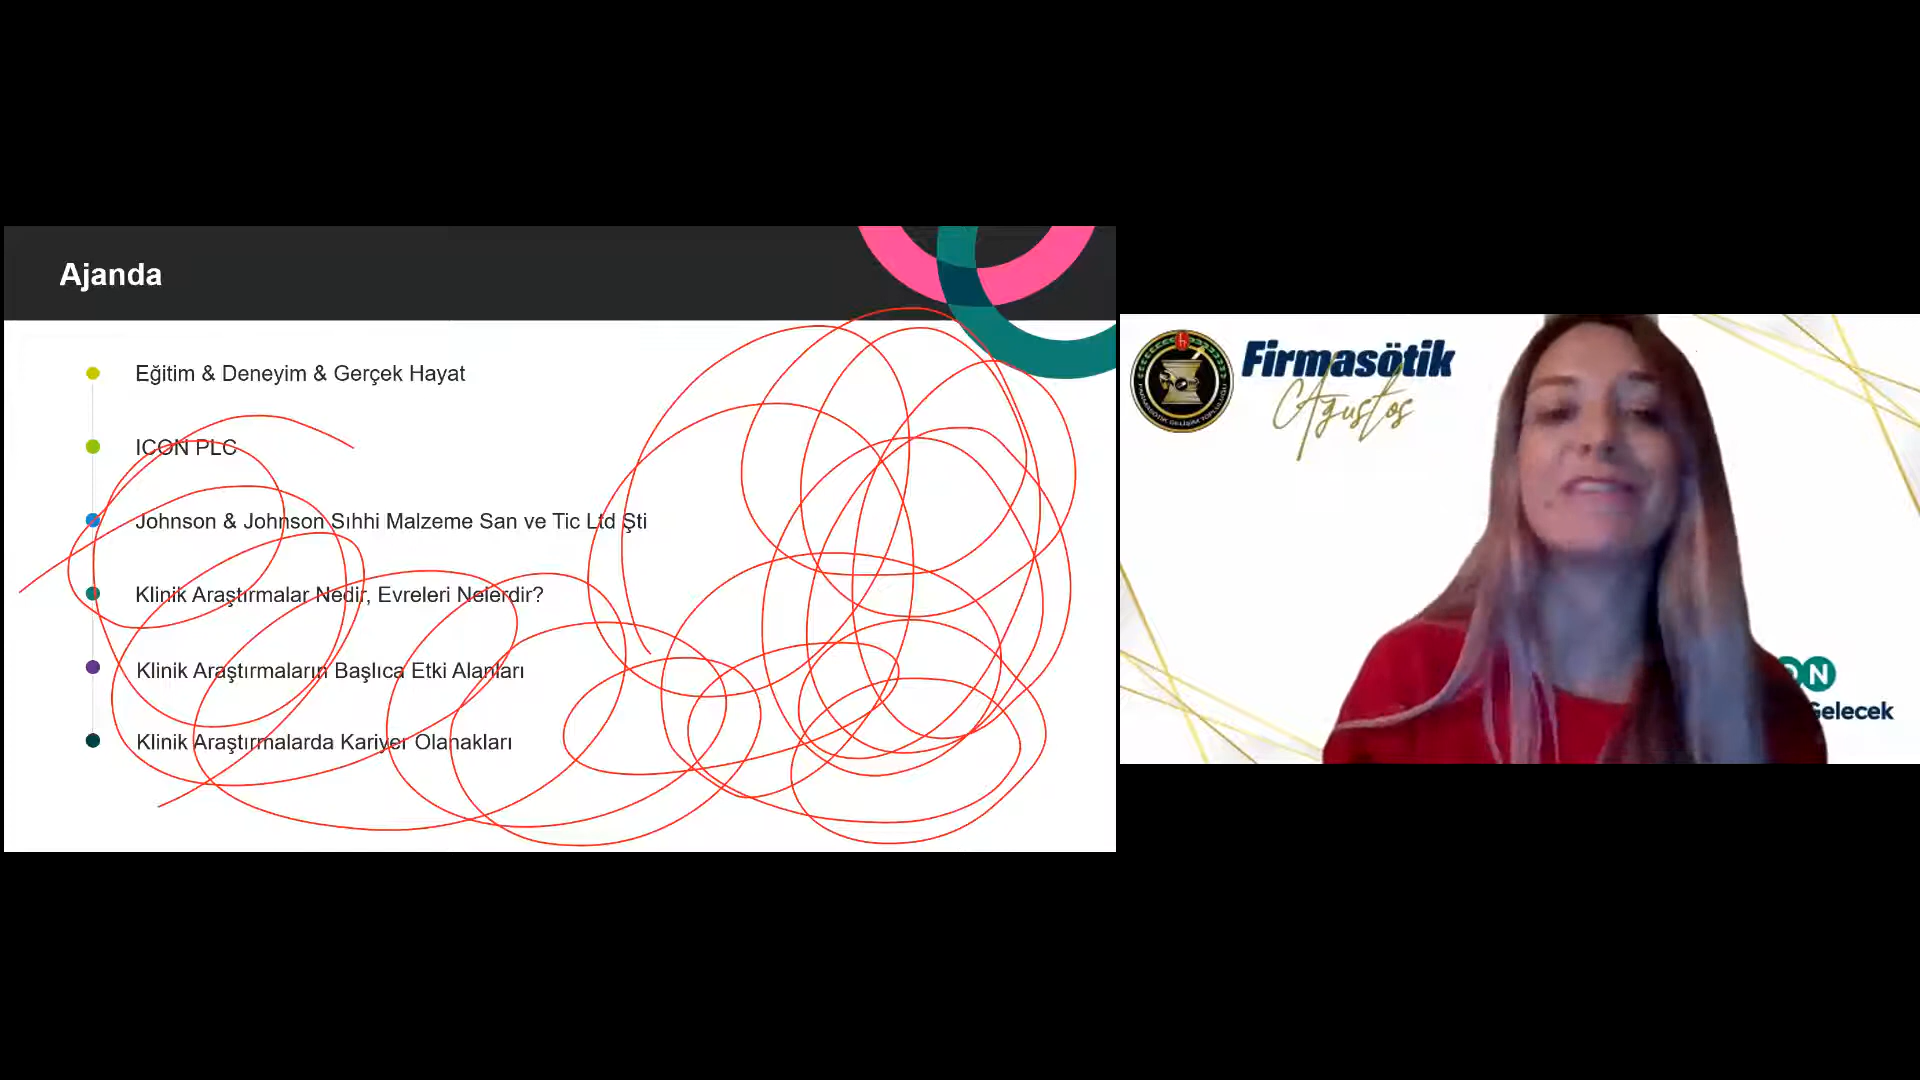 Ajanda
Eğitim & Deneyim & Gerçek Hayat
ICON PLC
Johnson & Johnson Sıhhi Malzeme San ve Tic Ltd Şti
Klinik Araştırmalar Nedir, Evreleri Nelerdir?
Klinik Araştırmaların Başlıca Etki Alanları
Klinik Araştırmalarda Kariyer Olanakları
Firmasötik
Ağustos
ON
Gelecek